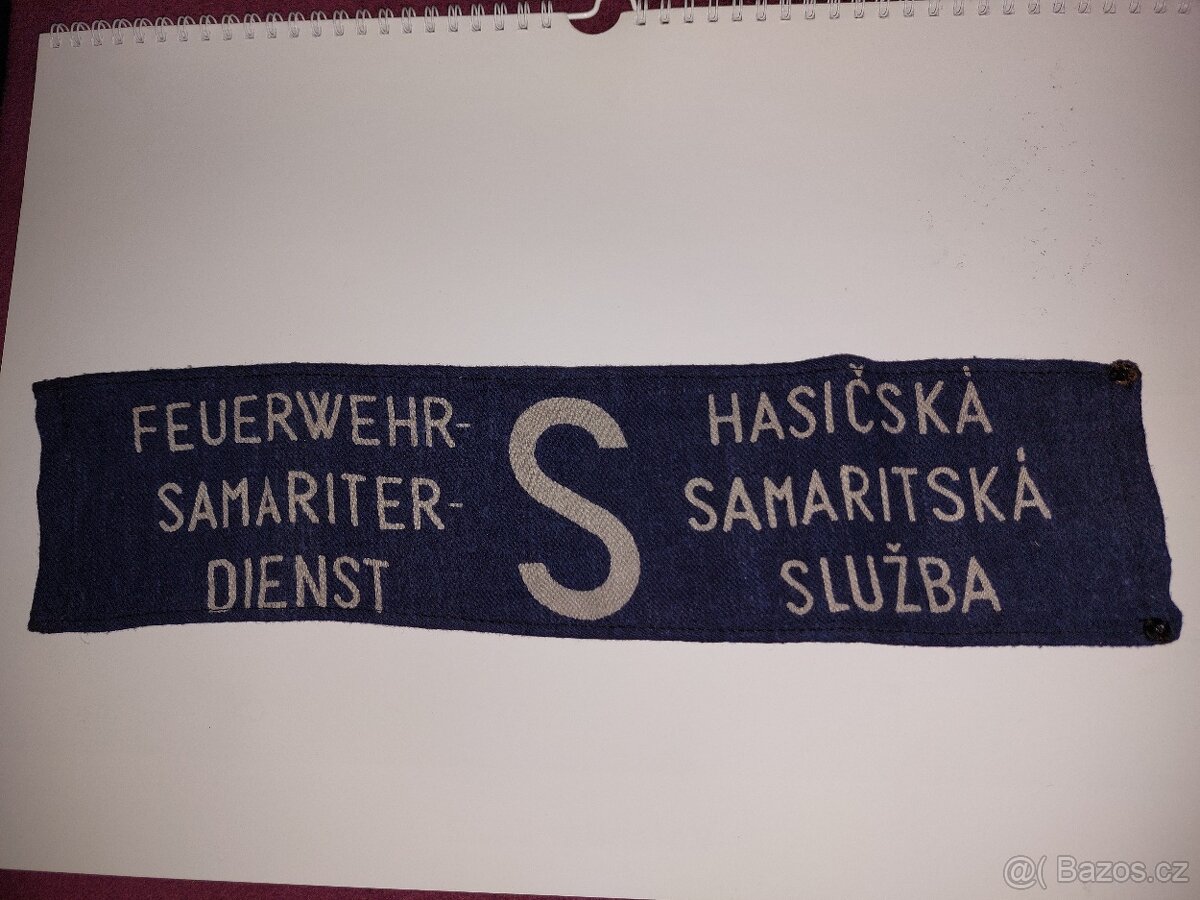 FEUERWEHR-
SAMARITER-
DIENST
S
HASIČSKÁ
SAMARITSKÁ
SLUŽBA
@( Bazos.cz